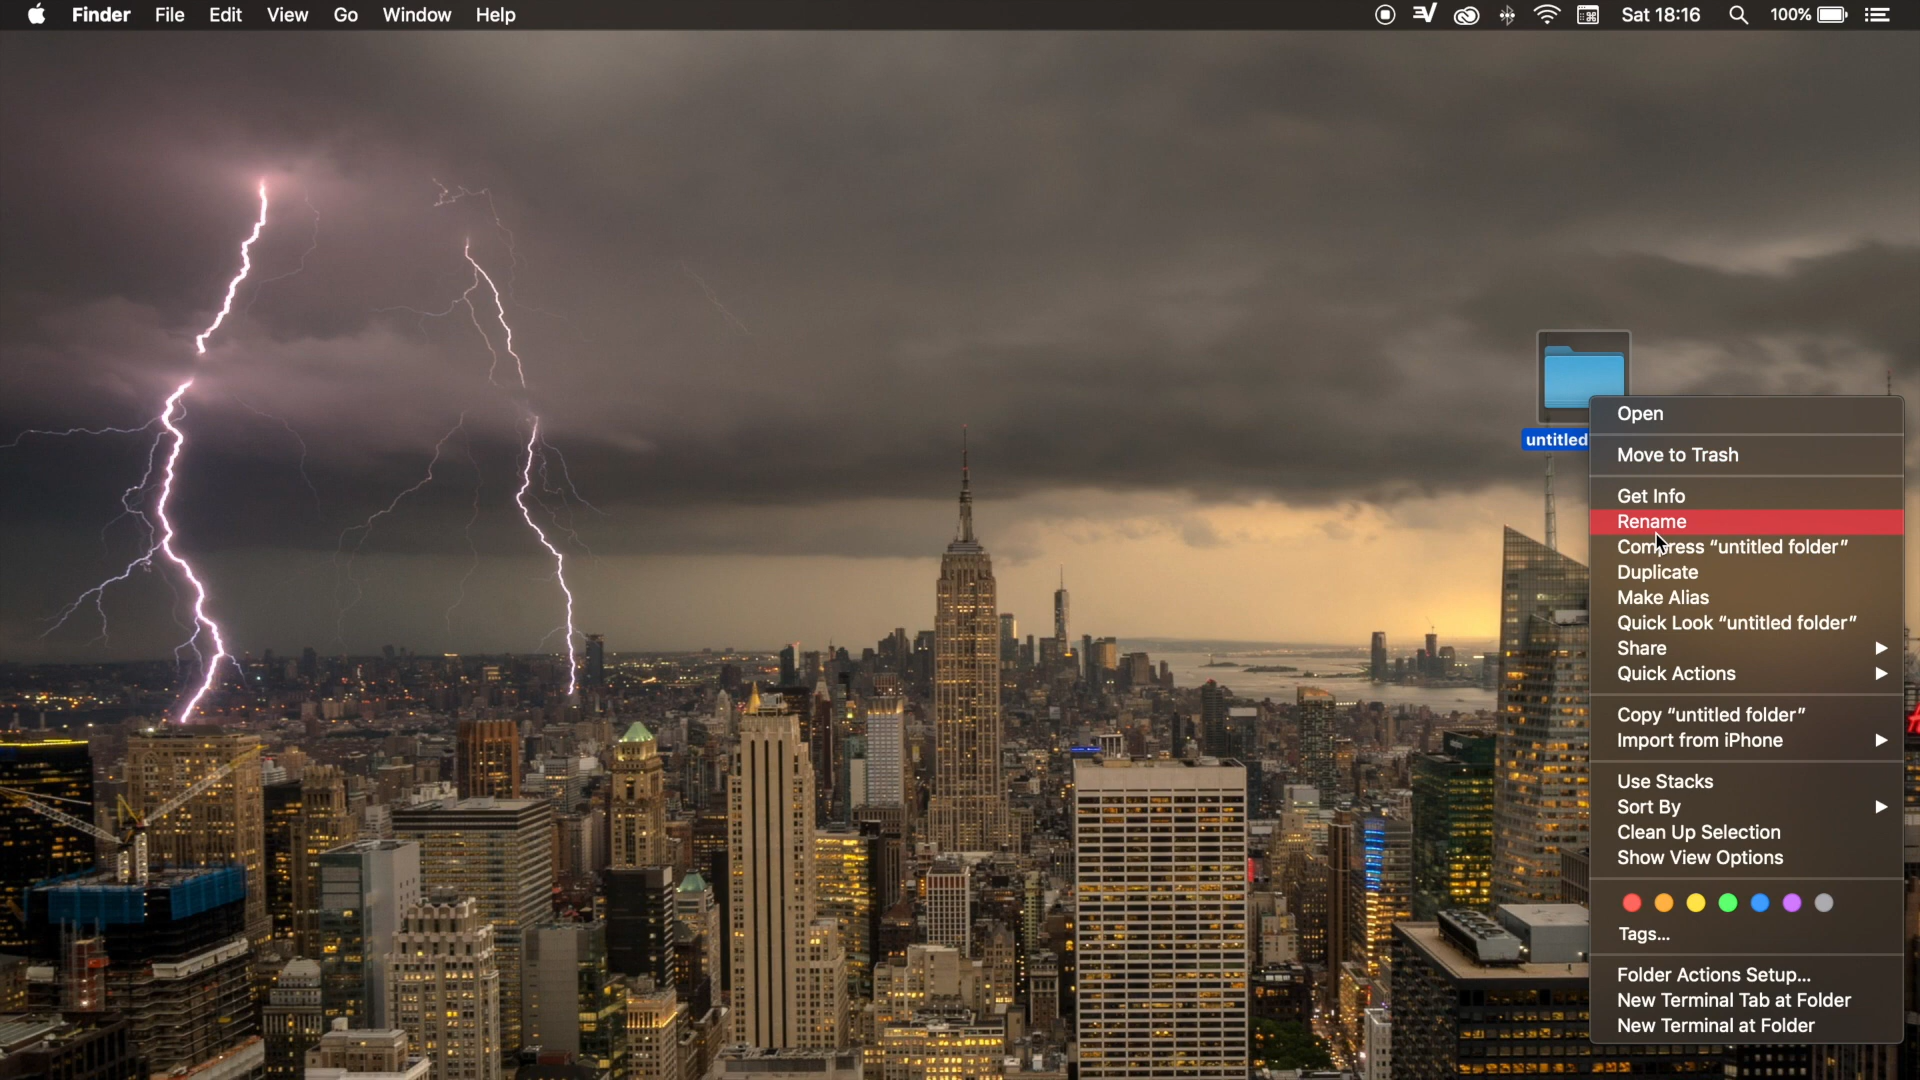 Finder File Edit View Go Window Help
Sat 18:16 100%
untitled
Open
Move to Trash
Get Info
Rename
Compress “untitled folder”
Duplicate
Make Alias
Quick Look “untitled folder”
Share
Quick Actions
Copy “untitled folder”
Import from iPhone
Use Stacks
Sort By
Clean Up Selection
Show View Options
Tags...
Folder Actions Setup...
New Terminal Tab at Folder
New Terminal at Folder